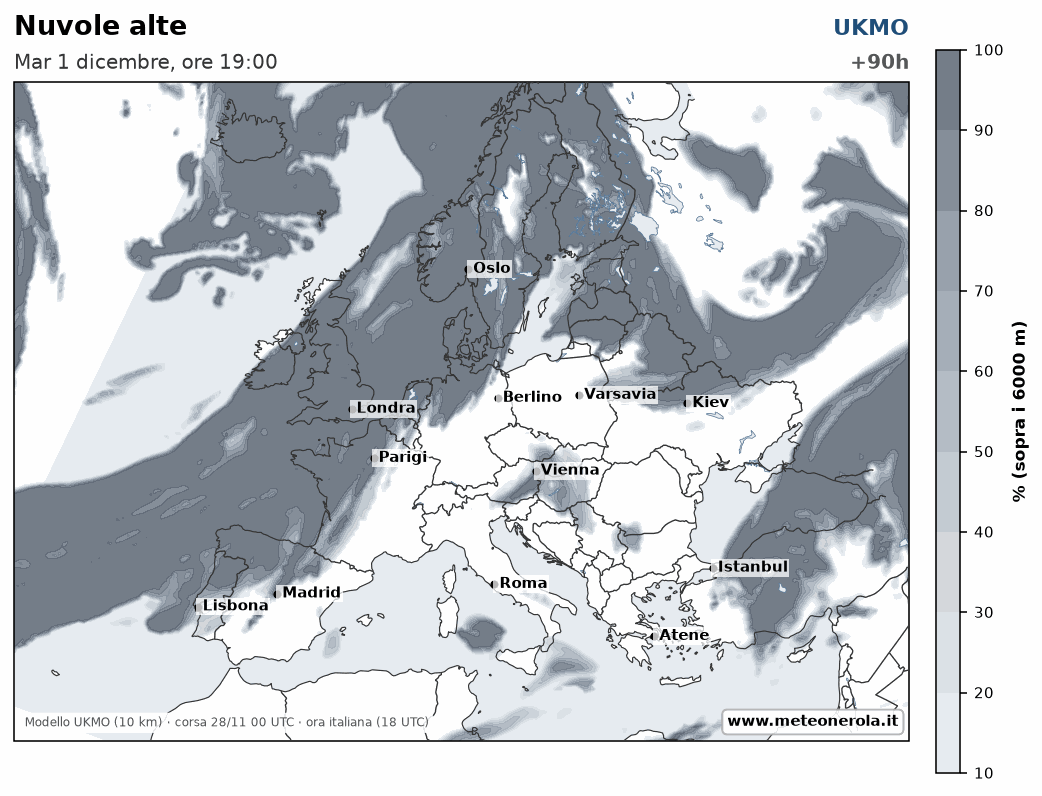 Nuvole alte
UKMO
Mar 1 dicembre, ore 19:00
+90h
100
90
80
70
60
50
40
30
20
10
% (sopra i 6000 m)
Oslo
Londra
Berlino
Varsavia
Kiev
Parigi
Vienna
Istanbul
Roma
Madrid
Lisbona
Atene
Modello UKMO (10 km) · corsa 28/11 00 UTC · ora italiana (18 UTC)
www.meteonerola.it